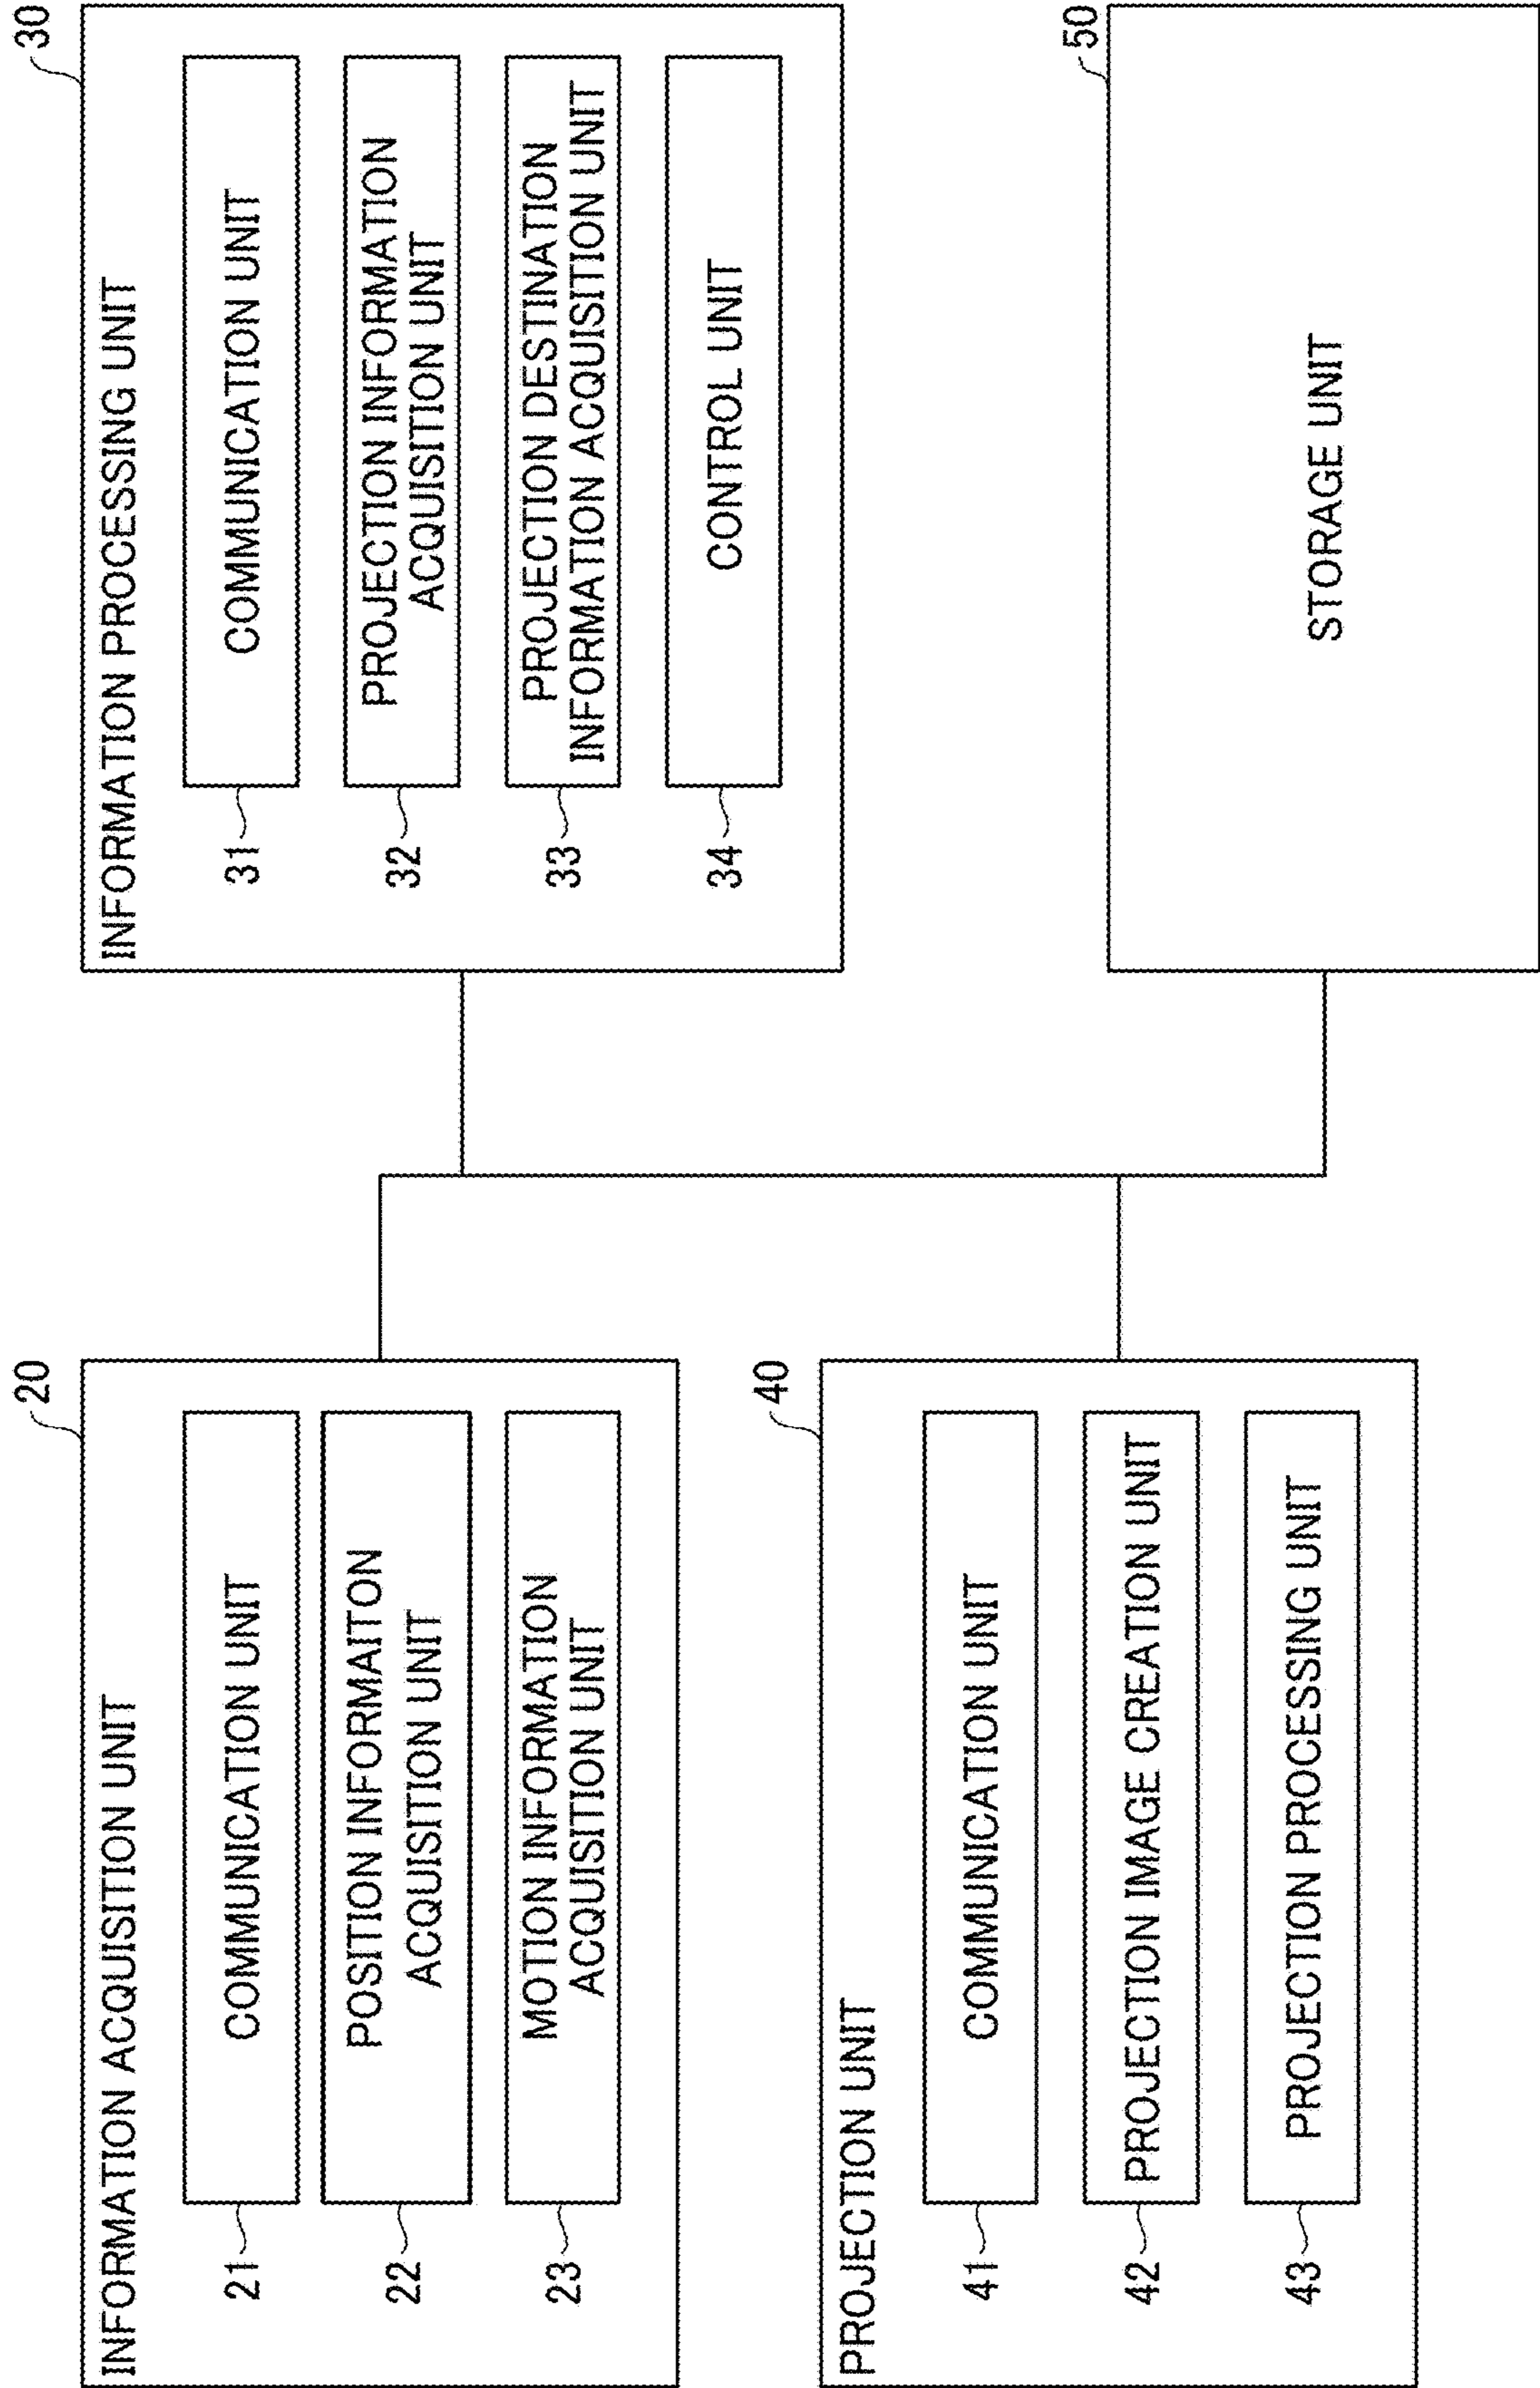 20
INFORMATION ACQUISITION UNIT
21
COMMUNICATION UNIT
22
POSITION INFORMAITON
ACQUISITION UNIT
23
MOTION INFORMATION
ACQUISITION UNIT
30
INFORMATION PROCESSING UNIT
31
COMMUNICATION UNIT
32
PROJECTION INFORMATION
ACQUISITION UNIT
33
PROJECTION DESTINATION
INFORMATION ACQUISITION UNIT
34
CONTROL UNIT
40
PROJECTION UNIT
41
COMMUNICATION UNIT
42
PROJECTION IMAGE CREATION UNIT
43
PROJECTION PROCESSING UNIT
50
STORAGE UNIT